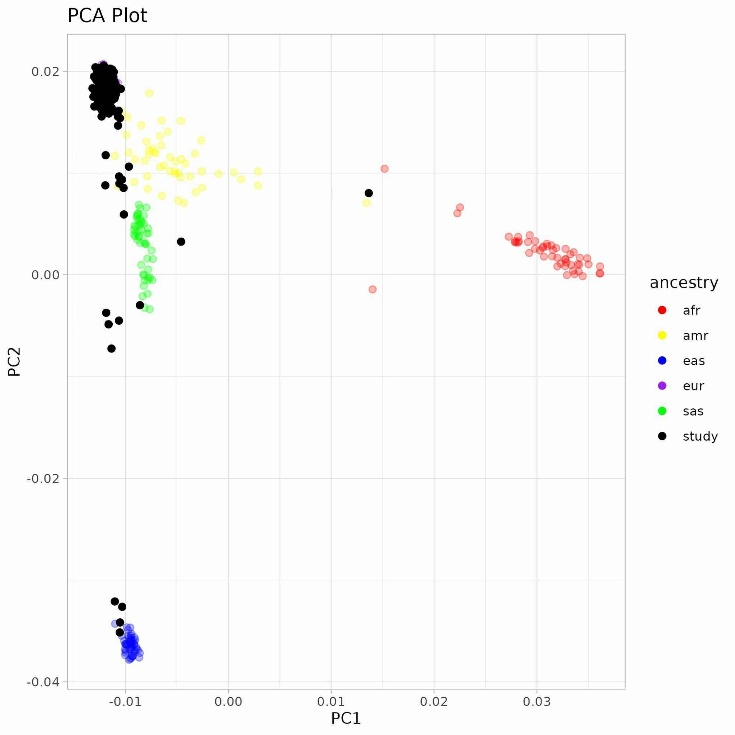 PCA Plot
0.02
0.00
-0.02
-0.04
PC2
-0.01
0.00
0.01
0.02
0.03
PC1
ancestry
afr
amr
eas
eur
sas
study